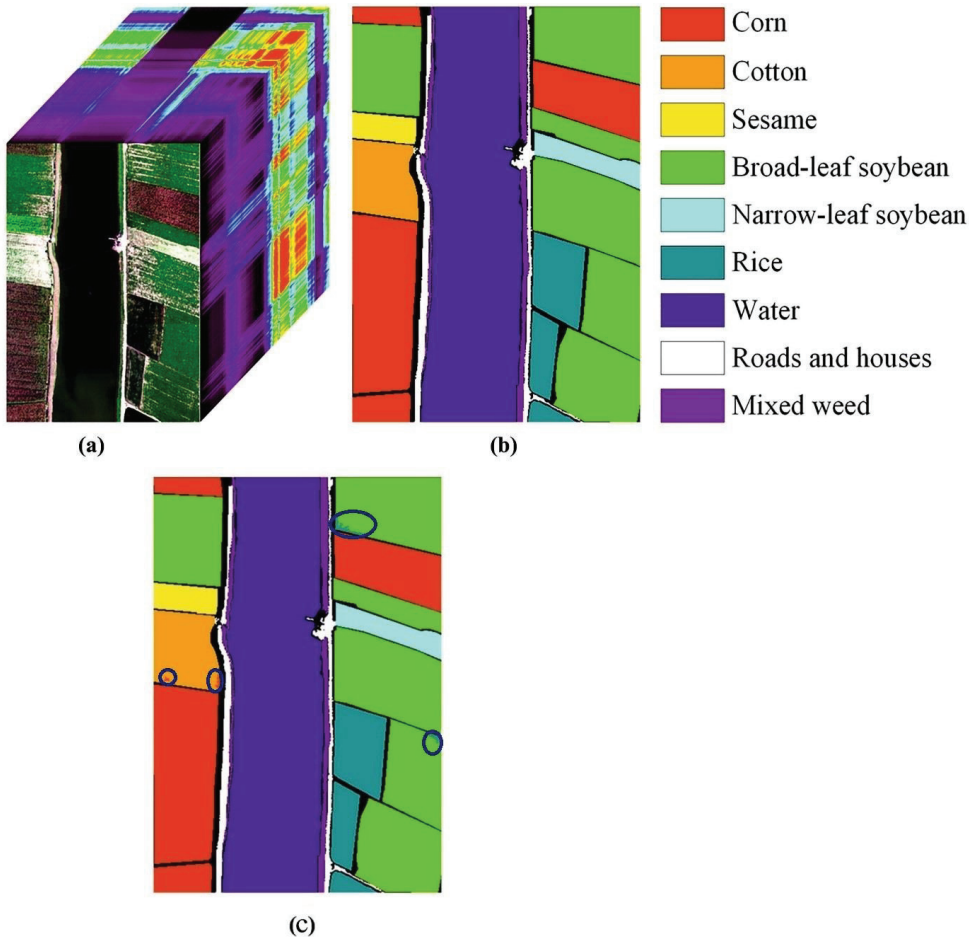 Corn
Cotton
Sesame
Broad-leaf soybean
Narrow-leaf soybean
Rice
Water
Roads and houses
Mixed weed
(a)
(b)
(c)